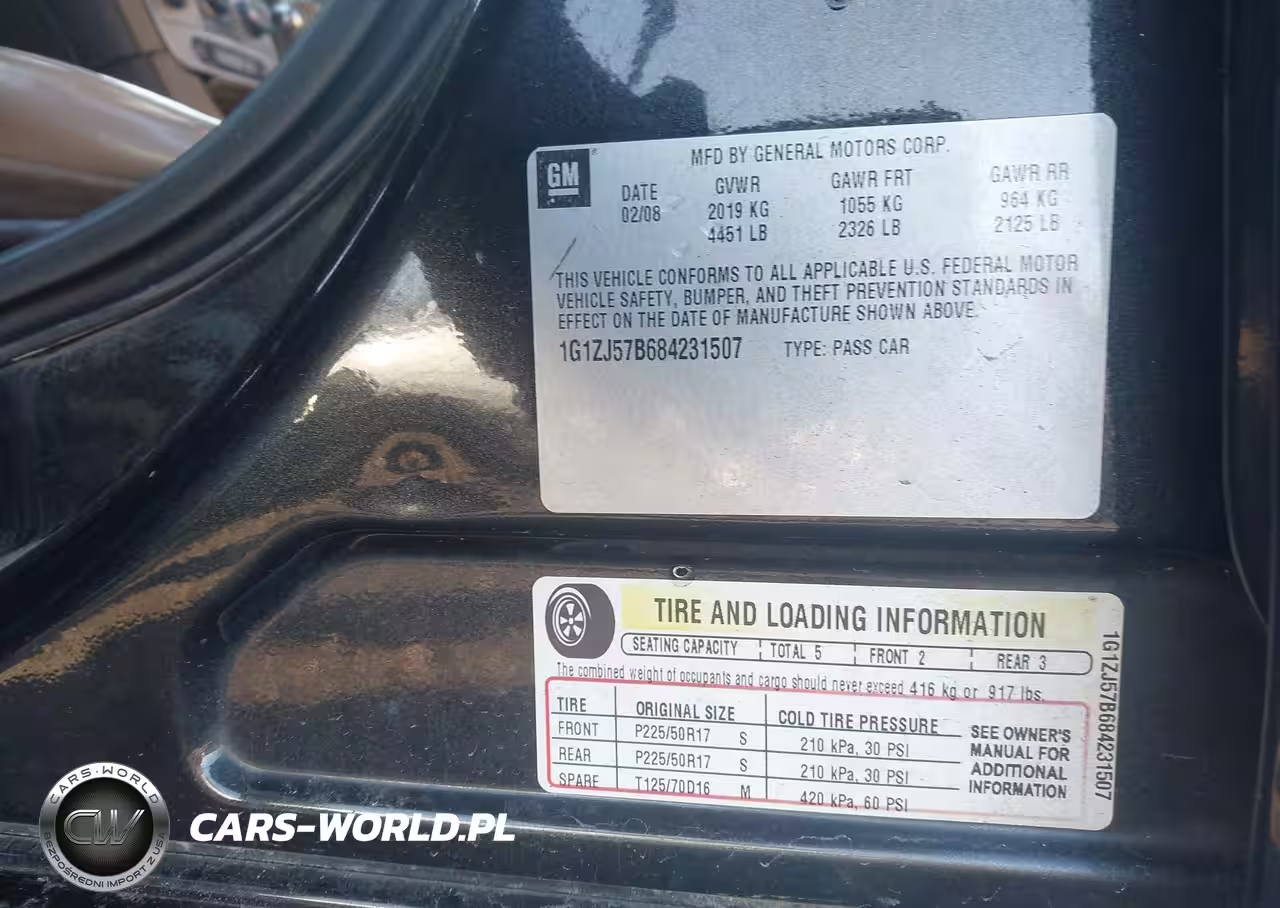 GM
MFD BY GENERAL MOTORS CORP.
DATE GVWR GAWR FRT GAWR RR
02/08 2019 KG 1055 KG 964 KG
4451 LB 2326 LB 2125 LB
THIS VEHICLE CONFORMS TO ALL APPLICABLE U.S. FEDERAL MOTOR
VEHICLE SAFETY, BUMPER, AND THEFT PREVENTION STANDARDS IN
EFFECT ON THE DATE OF MANUFACTURE SHOWN ABOVE.
1G1ZJ57B684231507 TYPE: PASS CAR
TIRE AND LOADING INFORMATION
SEATING CAPACITY TOTAL 5 FRONT 2 REAR 3
The combined weight of occupants and cargo should never exceed 416 kg or 917 lbs.
TIRE ORIGINAL SIZE COLD TIRE PRESSURE
FRONT P225/50R17 S 210 kPa, 30 PSI
REAR P225/50R17 S 210 kPa, 30 PSI
SPARE T125/70D16 M 420 kPa, 60 PSI
SEE OWNER'S
MANUAL FOR
ADDITIONAL
INFORMATION
1G1ZJ57B684231507
CARS-WORLD
CW
BEZPOŚREDNI IMPORT Z USA
CARS-WORLD.PL